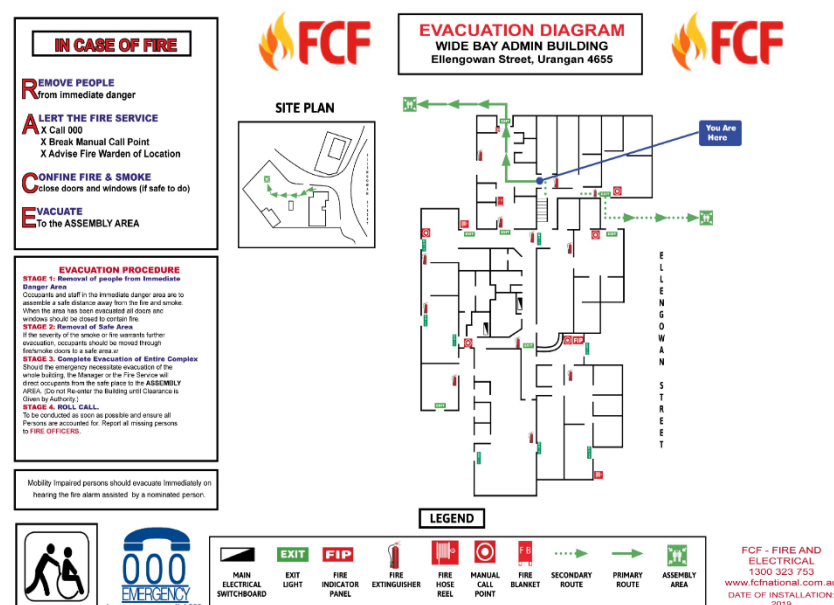 IN CASE OF FIRE
REMOVE PEOPLE
from immediate danger
ALERT THE FIRE SERVICE
X Call 000
X Break Manual Call Point
X Advise Fire Warden of Location
CONFINE FIRE & SMOKE
close doors and windows (if safe to do)
EVACUATE
To the ASSEMBLY AREA
EVACUATION PROCEDURE
STAGE 1: Removal of people from Immediate
Danger Area
Occupants and staff in the immediate danger area are to
assemble a safe distance away from the fire and smoke.
When the area has been evacuated all doors and
windows should be closed to contain fire.
STAGE 2: Removal of Safe Area
If the severity of the smoke or fire warrants further
evacuation, occupants should be moved through
fire/smoke doors to a safe area.
STAGE 3. Complete Evacuation of Entire Complex
Should the emergency necessitate evacuation of the
whole building, the Manager or the Fire Service will
direct occupants from the safe place to the ASSEMBLY
AREA. (Do not Re-enter the Building until Clearance is
Given by Authority.)
STAGE 4. ROLL CALL.
To be conducted as soon as possible and ensure all
Persons are accounted for. Report all missing persons
to FIRE OFFICERS.
Mobility Impaired persons should evacuate Immediately on
hearing the fire alarm assisted by a nominated person.
000
EMERGENCY
FCF
EVACUATION DIAGRAM
WIDE BAY ADMIN BUILDING
Ellengowan Street, Urangan 4655
FCF
SITE PLAN
You Are
Here
EXIT
EXIT
EXIT
EXIT
EXIT
EXIT
EXIT
FIP
ELLENGOWAN STREET
LEGEND
MAIN
ELECTRICAL
SWITCHBOARD
EXIT
EXIT
LIGHT
FIP
FIRE
INDICATOR
PANEL
FIRE
EXTINGUISHER
FIRE
HOSE
REEL
MANUAL
CALL
POINT
FB
FIRE
BLANKET
SECONDARY
ROUTE
PRIMARY
ROUTE
ASSEMBLY
AREA
FCF - FIRE AND
ELECTRICAL
1300 323 753
www.fcfnational.com.au
DATE OF INSTALLATION
2019